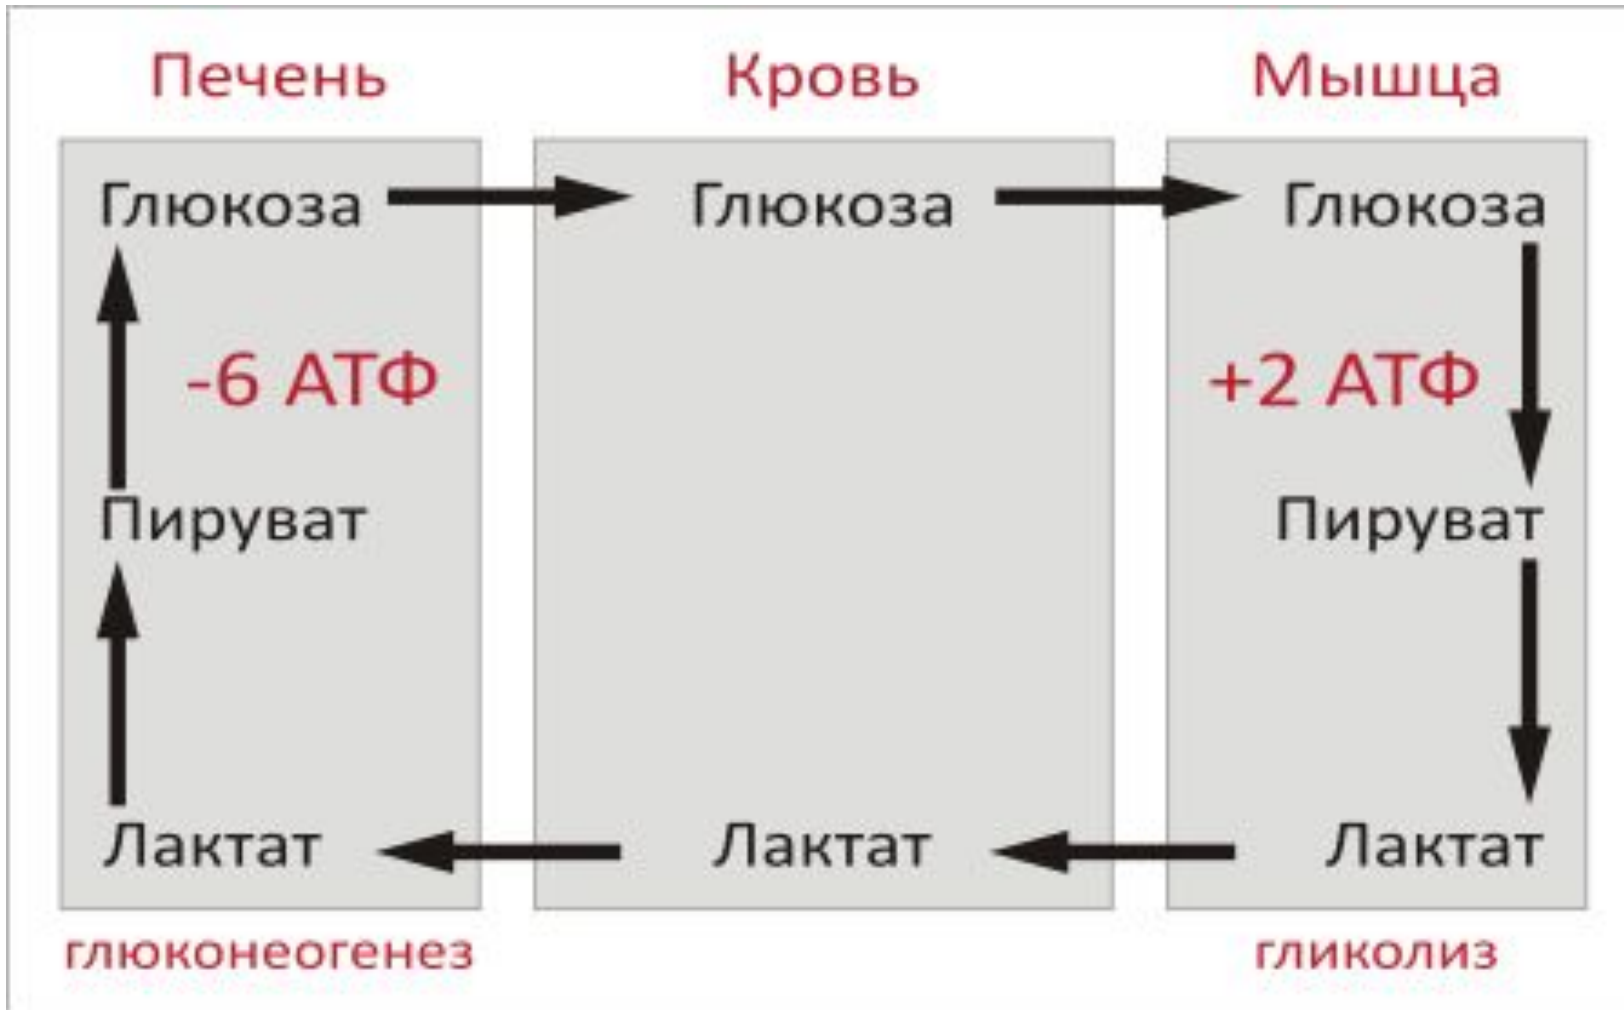 Печень Кровь Мышца
Глюкоза Глюкоза Глюкоза
-6 АТФ +2 АТФ
Пируват Пируват
Лактат Лактат Лактат
глюконеогенез гликолиз